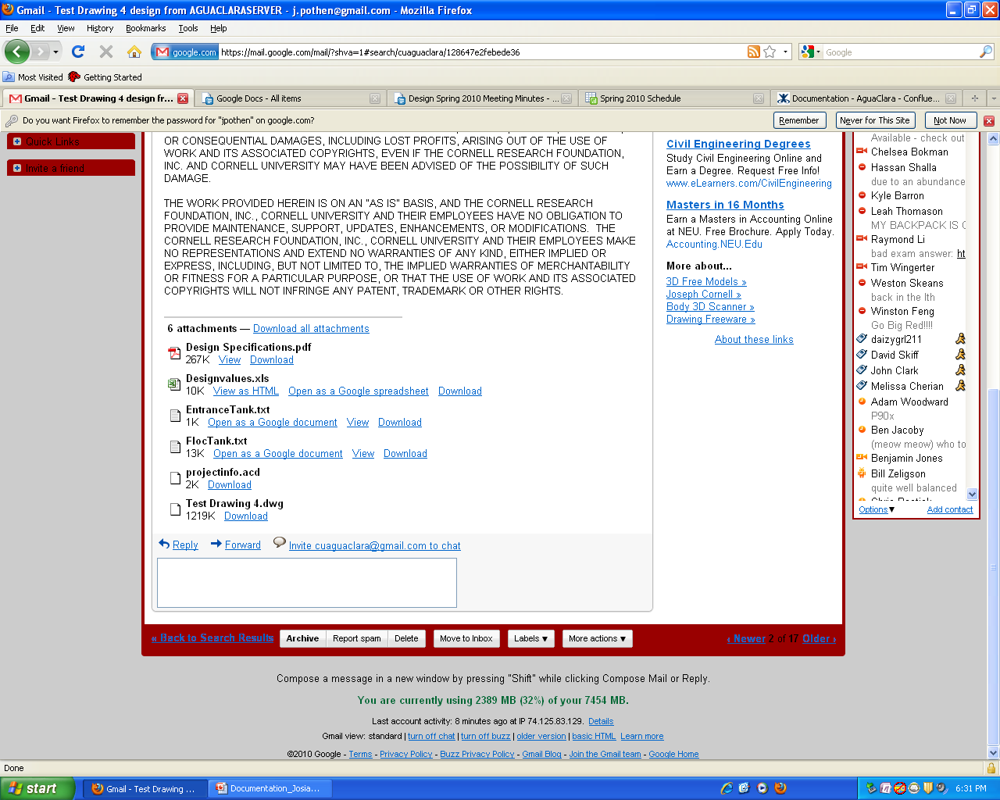 Gmail - Test Drawing 4 design from AGUACLARASERVER - j.pothen@gmail.com - Mozilla Firefox
File Edit View History Bookmarks Tools Help
google.com https://mail.google.com/mail/?shva=1#search/cuaguaclara/128647e2febede36 Google
Most Visited Getting Started
Gmail - Test Drawing 4 design fr... Google Docs - All items Design Spring 2010 Meeting Minutes - ... Spring 2010 Schedule Documentation - AguaClara - Conflue...
Do you want Firefox to remember the password for "jpothen" on google.com? Remember Never for This Site Not Now
Quick Links
Invite a friend
OR CONSEQUENTIAL DAMAGES, INCLUDING LOST PROFITS, ARISING OUT OF THE USE OF
WORK AND ITS ASSOCIATED COPYRIGHTS, EVEN IF THE CORNELL RESEARCH FOUNDATION,
INC. AND CORNELL UNIVERSITY MAY HAVE BEEN ADVISED OF THE POSSIBILITY OF SUCH
DAMAGE.
THE WORK PROVIDED HEREIN IS ON AN "AS IS" BASIS, AND THE CORNELL RESEARCH
FOUNDATION, INC., CORNELL UNIVERSITY AND THEIR EMPLOYEES HAVE NO OBLIGATION TO
PROVIDE MAINTENANCE, SUPPORT, UPDATES, ENHANCEMENTS, OR MODIFICATIONS.  THE
CORNELL RESEARCH FOUNDATION, INC., CORNELL UNIVERSITY AND THEIR EMPLOYEES MAKE
NO REPRESENTATIONS AND EXTEND NO WARRANTIES OF ANY KIND, EITHER IMPLIED OR
EXPRESS, INCLUDING, BUT NOT LIMITED TO, THE IMPLIED WARRANTIES OF MERCHANTABILITY
OR FITNESS FOR A PARTICULAR PURPOSE, OR THAT THE USE OF WORK AND ITS ASSOCIATED
COPYRIGHTS WILL NOT INFRINGE ANY PATENT, TRADEMARK OR OTHER RIGHTS.
6 attachments — Download all attachments
Design Specifications.pdf
267K View Download
Designvalues.xls
10K View as HTML Open as a Google spreadsheet Download
EntranceTank.txt
1K Open as a Google document View Download
FlocTank.txt
13K Open as a Google document View Download
projectinfo.acd
2K Download
Test Drawing 4.dwg
1219K Download
Reply Forward Invite cuaguaclara@gmail.com to chat
Civil Engineering Degrees
Study Civil Engineering Online and
Earn a Degree. Request Free Info!
www.eLearners.com/CivilEngineering
Masters in 16 Months
Earn a Masters in Accounting Online
at NEU. Free Brochure. Apply Today.
Accounting.NEU.Edu
More about...
3D Free Models »
Joseph Cornell »
Body 3D Scanner »
Drawing Freeware »
About these links
Available - check out
Chelsea Bokman
Hassan Shalla
due to an abundance
Kyle Barron
Leah Thomason
MY BACKPACK IS
Raymond Li
bad exam answer: ht
Tim Wingerter
Weston Skeans
back in the lth
Winston Feng
Go Big Red!!!!
daizygrl211
David Skiff
John Clark
Melissa Cherian
Adam Woodward
P90x
Ben Jacoby
(meow meow) who to
Benjamin Jones
Bill Zeligson
quite well balanced
Options▼ Add contact
« Back to Search Results Archive Report spam Delete Move to Inbox Labels ▼ More actions ▼ ‹ Newer 2 of 17 Older ›
Compose a message in a new window by pressing "Shift" while clicking Compose Mail or Reply.
You are currently using 2389 MB (32%) of your 7454 MB.
Last account activity: 8 minutes ago at IP 74.125.83.129. Details
Gmail view: standard | turn off chat | turn off buzz | older version | basic HTML Learn more
©2010 Google - Terms - Privacy Policy - Buzz Privacy Policy - Gmail Blog - Join the Gmail team - Google Home
Done
start Gmail - Test Drawing ... Documentation_Josia... 6:31 PM